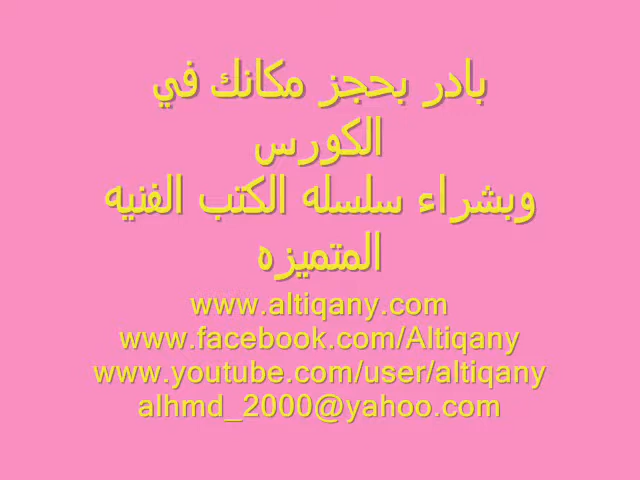 بادر بحجز مكانك في
الكورس
وبشراء سلسله الكتب الفنيه
المتميزه
www.altiqany.com
www.facebook.com/Altiqany
www.youtube.com/user/altiqany
alhmd_2000@yahoo.com